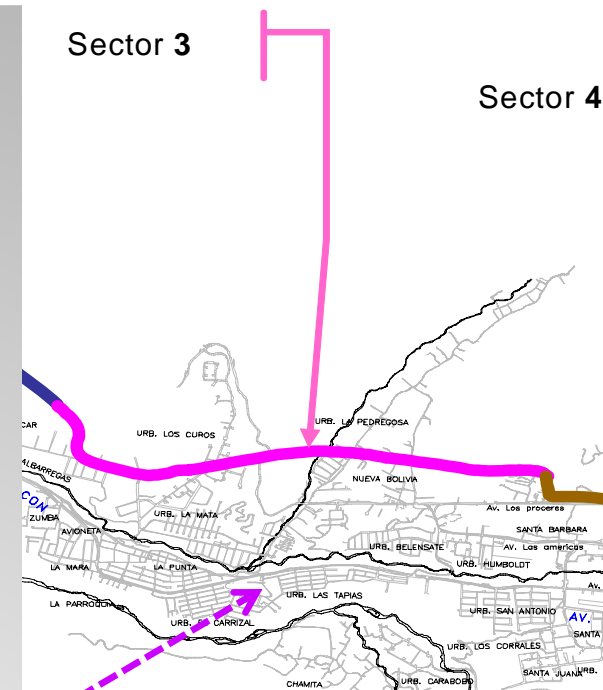 Sector 3
Sector 4
URB. LA PEDREGOSA
CAR
URB. LOS CUROS
ALBARREGAS
NUEVA BOLIVIA
CON
Av. Los proceres
ZUMBA
URB. LA MATA
AVIONETA
SANTA BARBARA
URB. BELENSATE
Av. Las americas
LA MARA
LA PUNTA
URB. HUMBOLDT
Av.
URB. LAS TAPIAS
LA PARROQUIA
URB. SAN ANTONIO
AV.
URB. EL CARRIZAL
SANTA
URB. LOS CORRALES
SANTA JUANA
URB.
CHAMITA
URB. CARABOBO